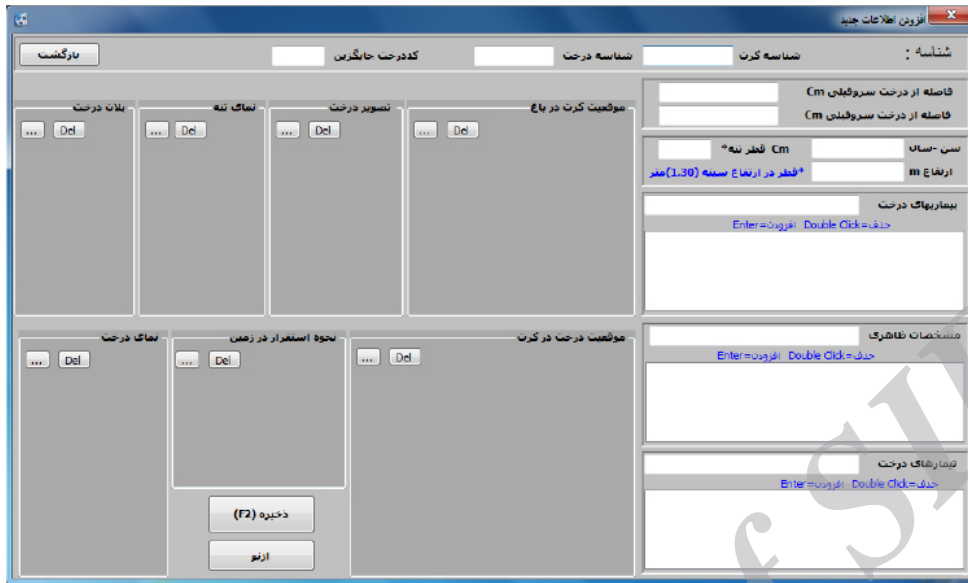 افزودن اطلاعات جدید
شناسه :
شناسه کرت
شناسه درخت
کددرخت جایگزین
بازگشت
فاصله از درخت سروقبلی Cm
فاصله از درخت سروقبلی Cm
سن -سال
Cm قطر تنه*
ارتفاع m
*قطر در ارتفاع سینه (1.30)متر
بیماریهای درخت
حذف=Double Click افزودن=Enter
مشخصات ظاهری
حذف=Double Click افزودن=Enter
تیمارهای درخت
حذف=Double Click افزودن=Enter
موقعیت کرت در باغ
... Del
تصویر درخت
... Del
نمای تنه
... Del
پلان درخت
... Del
موقعیت درخت در کرت
... Del
نحوه استقرار در زمین
... Del
نمای درخت
... Del
ذخیره (F2)
ازنو
f SI